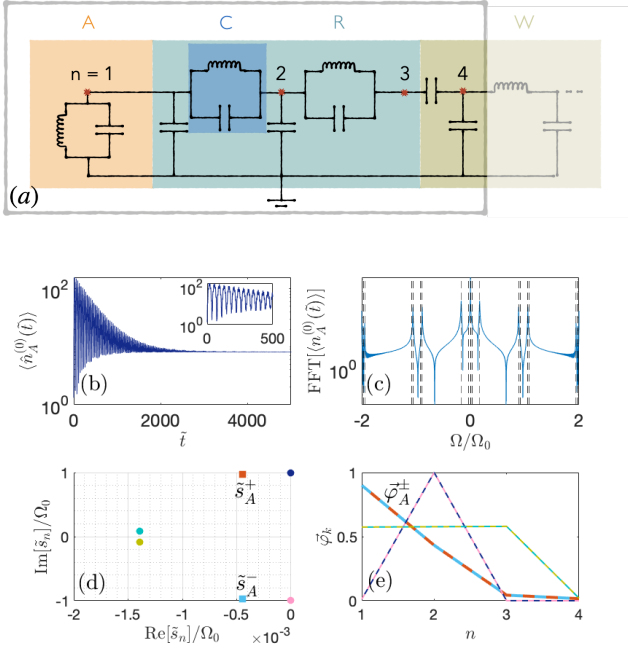 A C R W
n = 1 2 3 4
(a)
⟨n̂_A^(0)(t̃)⟩
10^2
10^0
10^2
10^0
0 500
(b)
0 2000 4000
t̃
FFT[⟨n_A^(0)(t̃)⟩]
10^0
(c)
-2 0 2
Ω/Ω_0
Im[s̃_n]/Ω_0
1
0
-1
s̃_A^+
s̃_A^-
(d)
-2 -1.5 -1 -0.5 0
Re[s̃_n]/Ω_0 ×10^-3
φ⃗_k
1
0.5
0
φ⃗_A^±
(e)
1 2 3 4
n